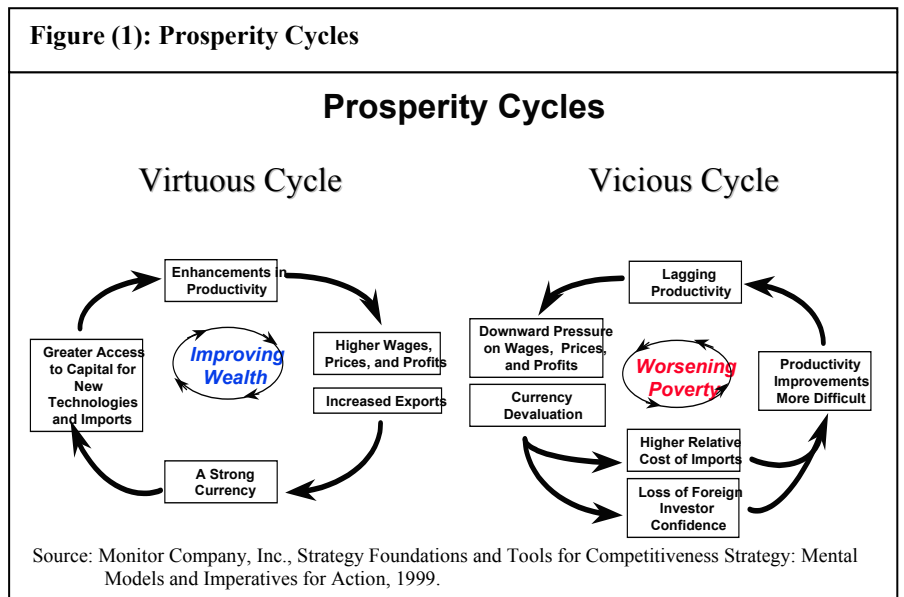 Figure (1): Prosperity Cycles
Prosperity Cycles
Virtuous Cycle
Enhancements in
Productivity
Higher Wages,
Prices, and Profits
Increased Exports
A Strong
Currency
Greater Access
to Capital for
New
Technologies
and Imports
Improving
Wealth
Vicious Cycle
Lagging
Productivity
Downward Pressure
on Wages, Prices,
and Profits
Currency
Devaluation
Higher Relative
Cost of Imports
Loss of Foreign
Investor
Confidence
Productivity
Improvements
More Difficult
Worsening
Poverty
Source: Monitor Company, Inc., Strategy Foundations and Tools for Competitiveness Strategy: Mental
Models and Imperatives for Action, 1999.